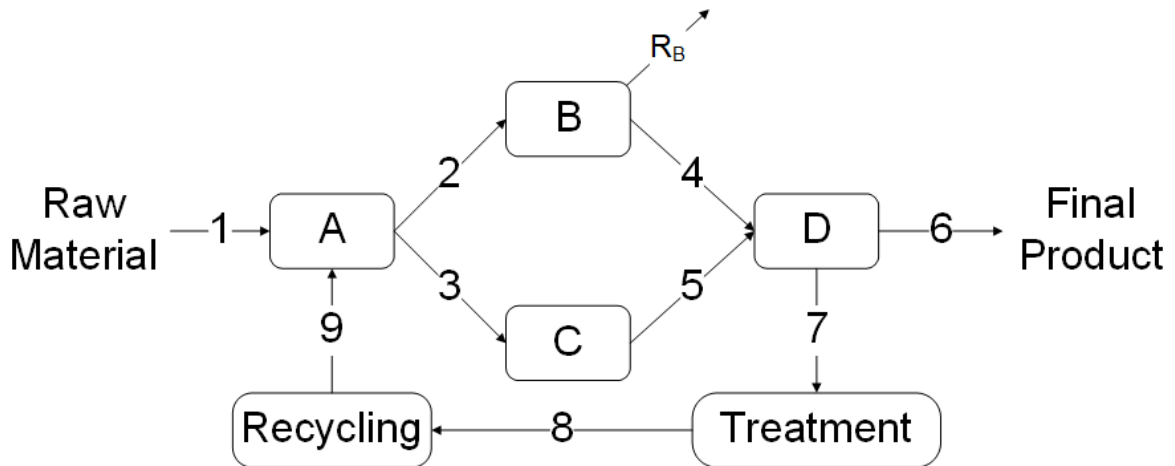 R_B
B
2
4
Raw
Material
1
A
D
6
Final
Product
3
5
C
9
7
Recycling
8
Treatment